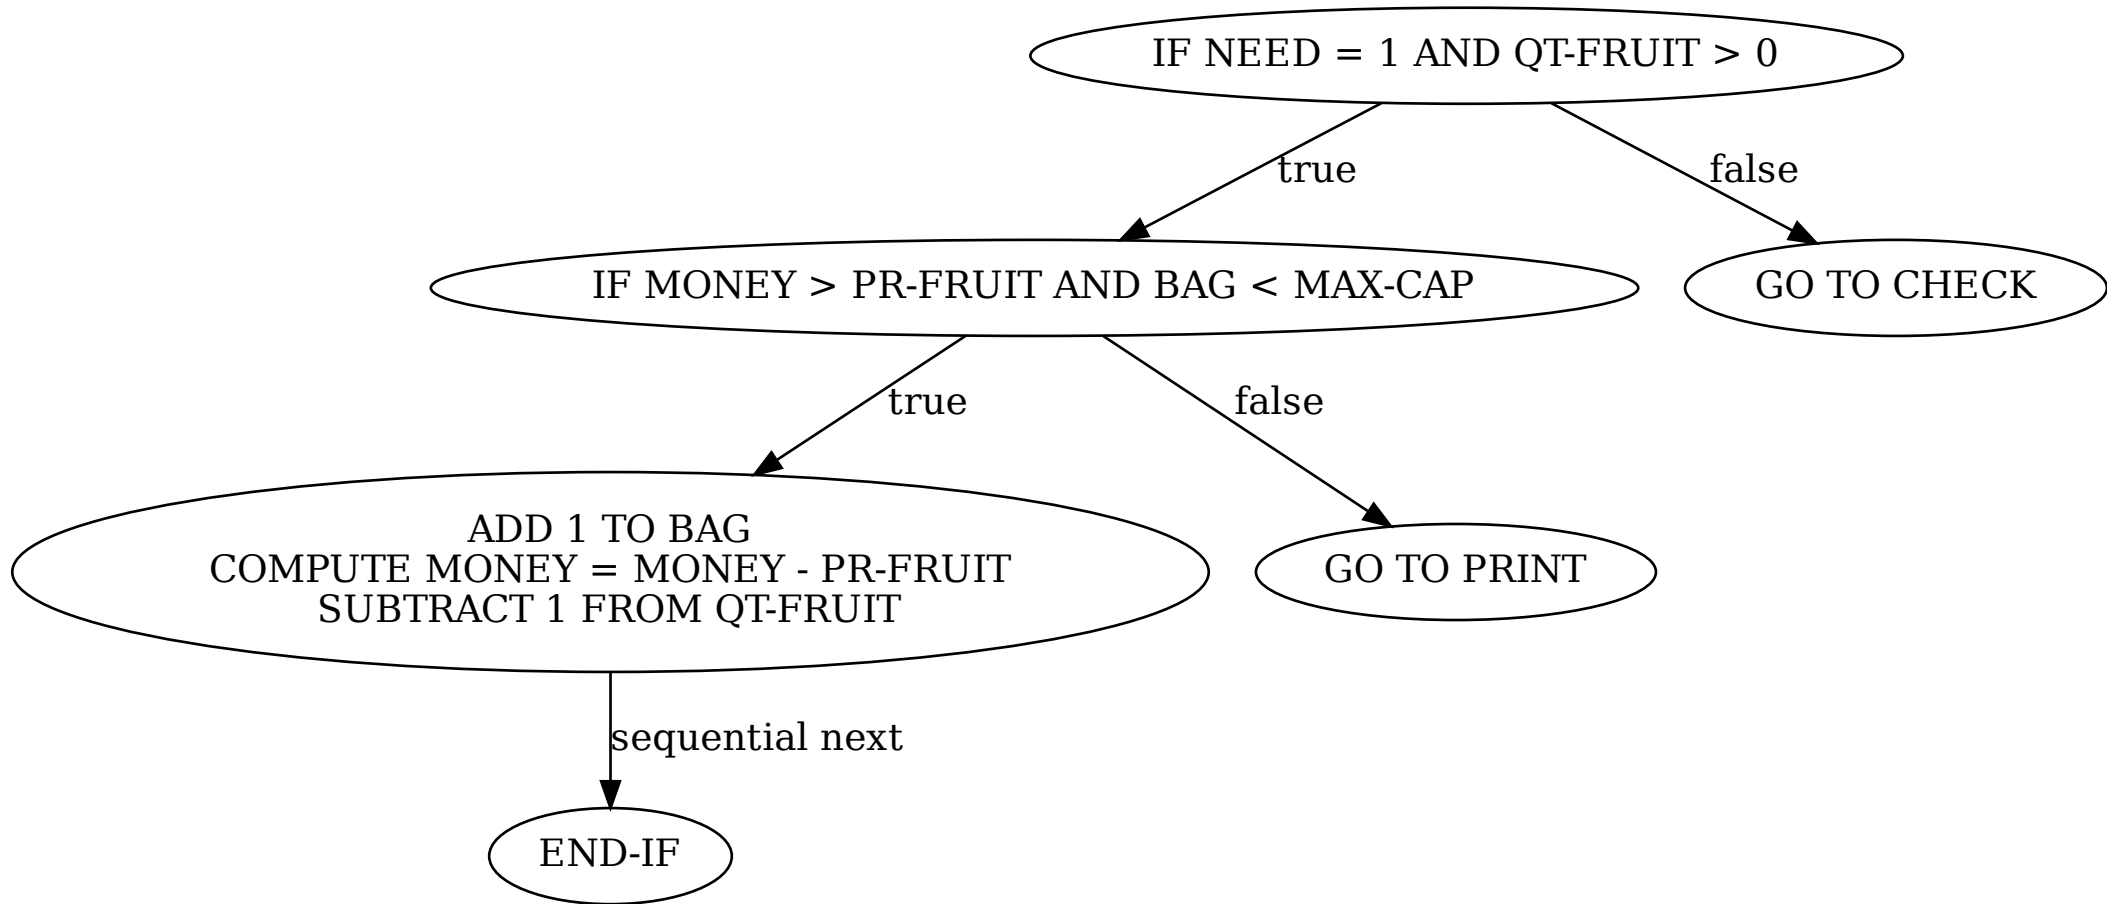 IF NEED = 1 AND QT-FRUIT > 0
true
false
IF MONEY > PR-FRUIT AND BAG < MAX-CAP
GO TO CHECK
true
false
ADD 1 TO BAG
COMPUTE MONEY = MONEY - PR-FRUIT
SUBTRACT 1 FROM QT-FRUIT
GO TO PRINT
sequential next
END-IF